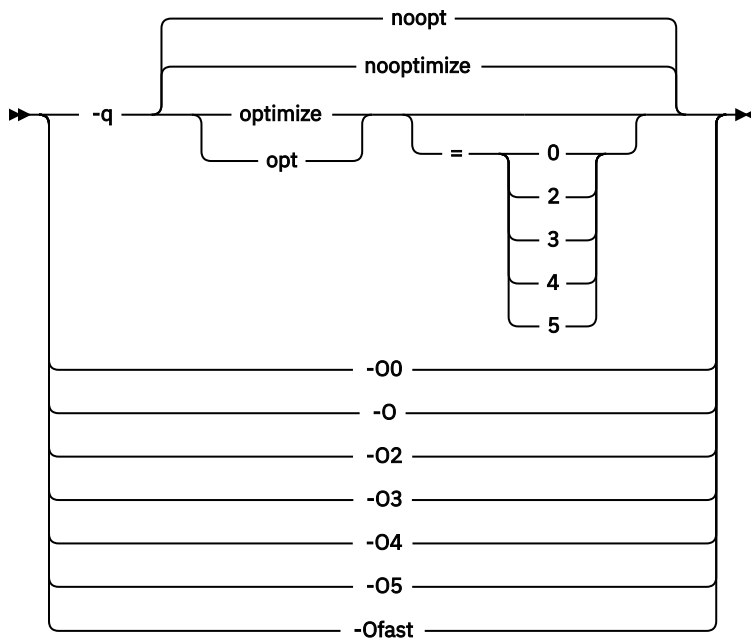 noopt
nooptimize
-q optimize
opt = 0
2
3
4
5
-O0
-O
-O2
-O3
-O4
-O5
-Ofast